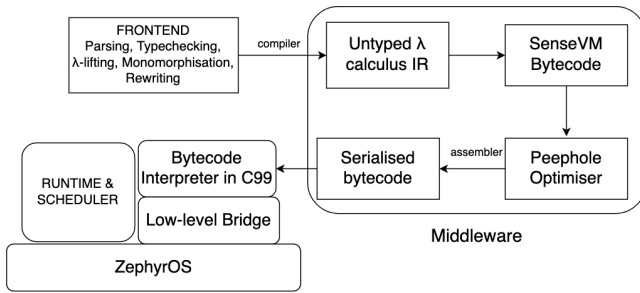 FRONTEND
Parsing, Typechecking,
λ-lifting, Monomorphisation,
Rewriting
compiler
Untyped λ
calculus IR
SenseVM
Bytecode
Peephole
Optimiser
assembler
Serialised
bytecode
Middleware
Bytecode
Interpreter in C99
RUNTIME &
SCHEDULER
Low-level Bridge
ZephyrOS